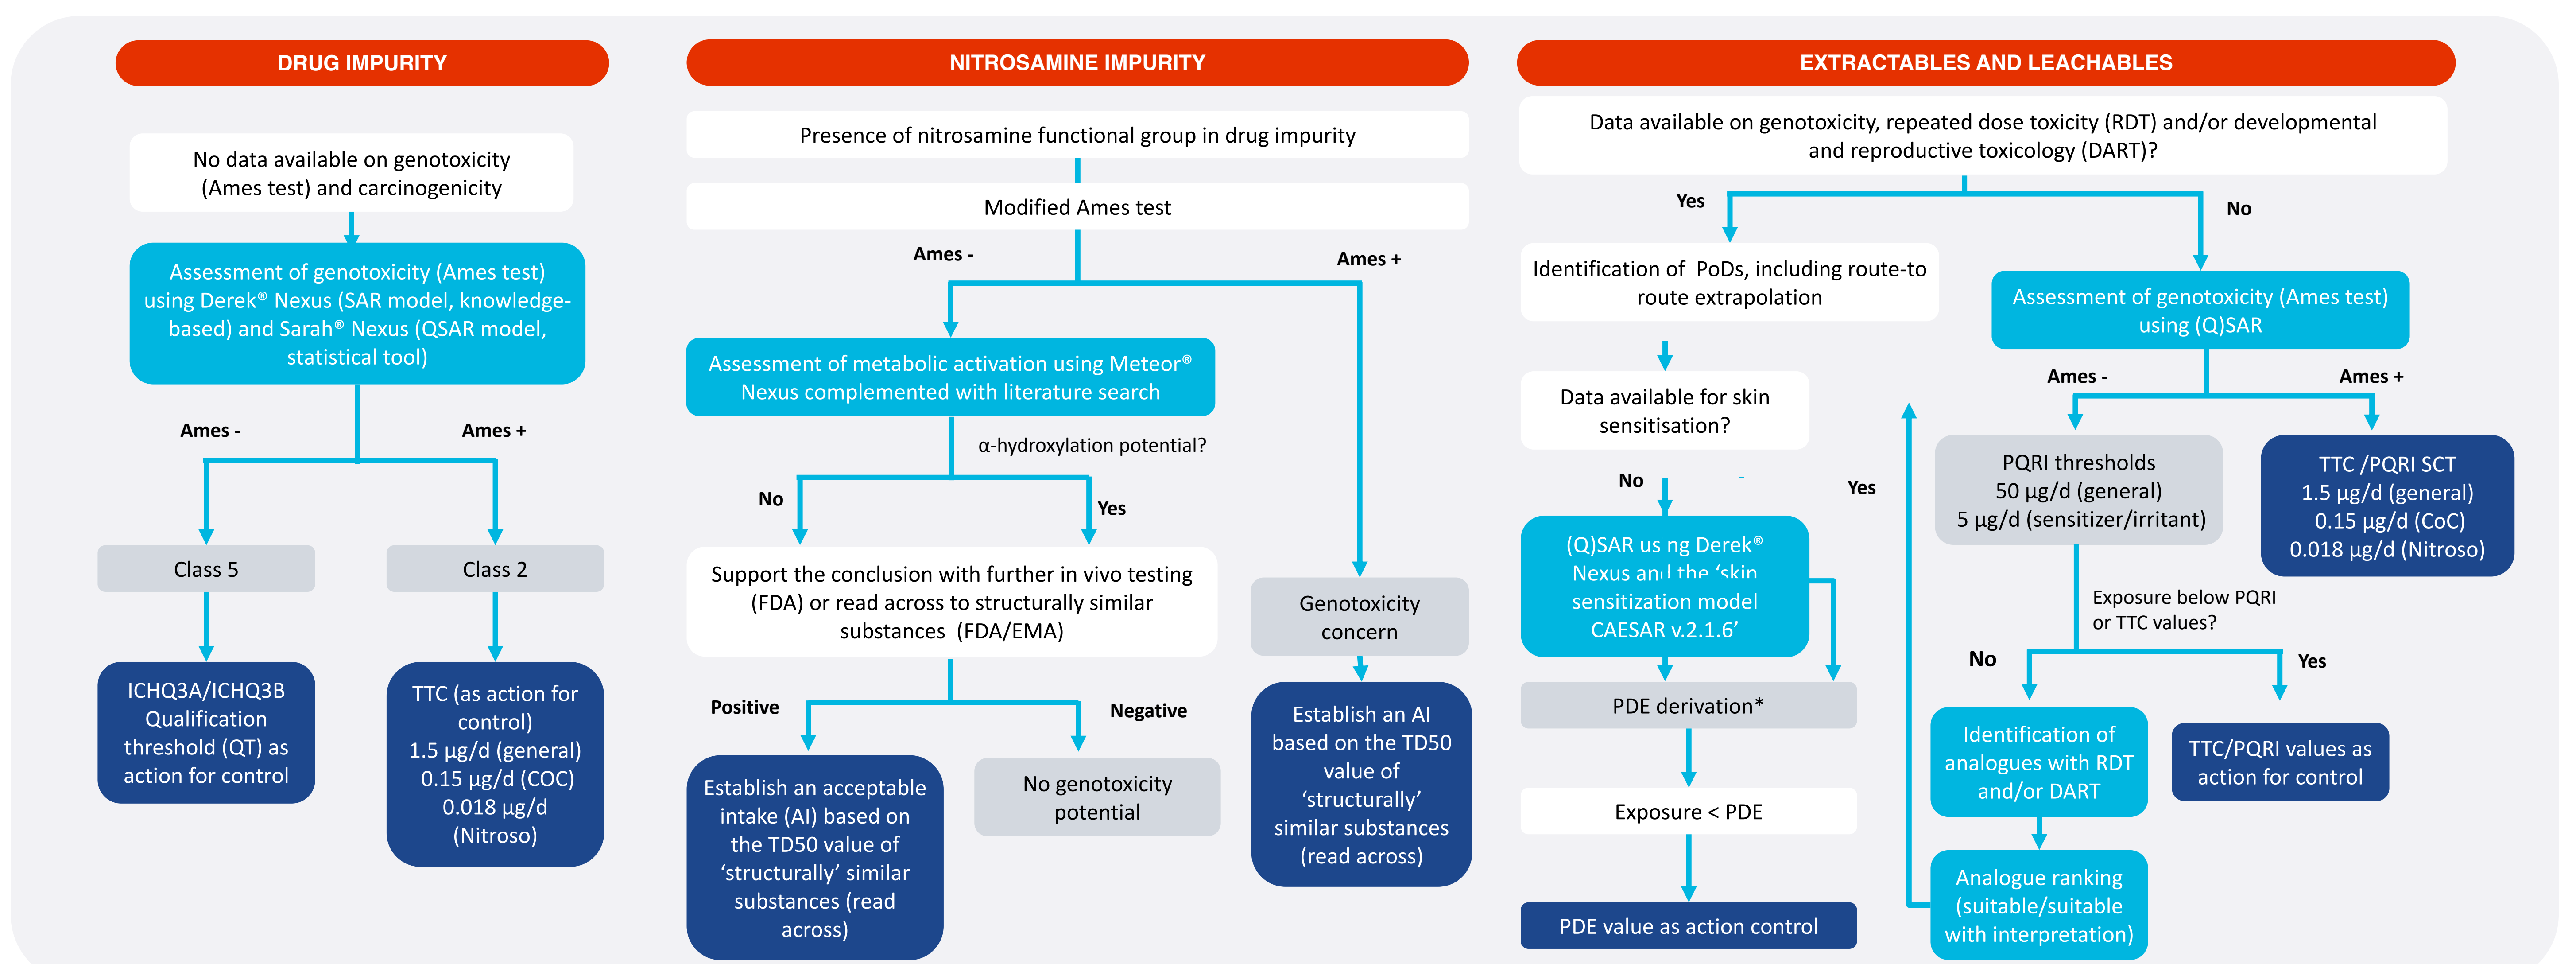 DRUG IMPURITY
No data available on genotoxicity
(Ames test) and carcinogenicity
Assessment of genotoxicity (Ames test)
using Derek® Nexus (SAR model, knowledge-
based) and Sarah® Nexus (QSAR model,
statistical tool)
Ames -
Ames +
Class 5
Class 2
ICHQ3A/ICHQ3B
Qualification
threshold (QT) as
action for control
TTC (as action for
control)
1.5 µg/d (general)
0.15 µg/d (COC)
0.018 µg/d
(Nitroso)
NITROSAMINE IMPURITY
Presence of nitrosamine functional group in drug impurity
Modified Ames test
Ames -
Ames +
Assessment of metabolic activation using Meteor®
Nexus complemented with literature search
α-hydroxylation potential?
No
Yes
Support the conclusion with further in vivo testing
(FDA) or read across to structurally similar
substances (FDA/EMA)
Genotoxicity
concern
Positive
Negative
Establish an acceptable
intake (AI) based on
the TD50 value of
‘structurally’ similar
substances (read
across)
No genotoxicity
potential
Establish an AI
based on the TD50
value of
‘structurally’
similar substances
(read across)
EXTRACTABLES AND LEACHABLES
Data available on genotoxicity, repeated dose toxicity (RDT) and/or developmental
and reproductive toxicology (DART)?
Yes
No
Identification of PoDs, including route-to
route extrapolation
Data available for skin
sensitisation?
No
-
Yes
(Q)SAR us ng Derek®
Nexus and the ‘skin
sensitization model
CAESAR v.2.1.6’
PDE derivation*
Exposure < PDE
PDE value as action control
Assessment of genotoxicity (Ames test)
using (Q)SAR
Ames -
Ames +
PQRI thresholds
50 µg/d (general)
5 µg/d (sensitizer/irritant)
TTC /PQRI SCT
1.5 µg/d (general)
0.15 µg/d (CoC)
0.018 µg/d (Nitroso)
Exposure below PQRI
or TTC values?
No
Yes
Identification of
analogues with RDT
and/or DART
TTC/PQRI values as
action for control
Analogue ranking
(suitable/suitable
with interpretation)